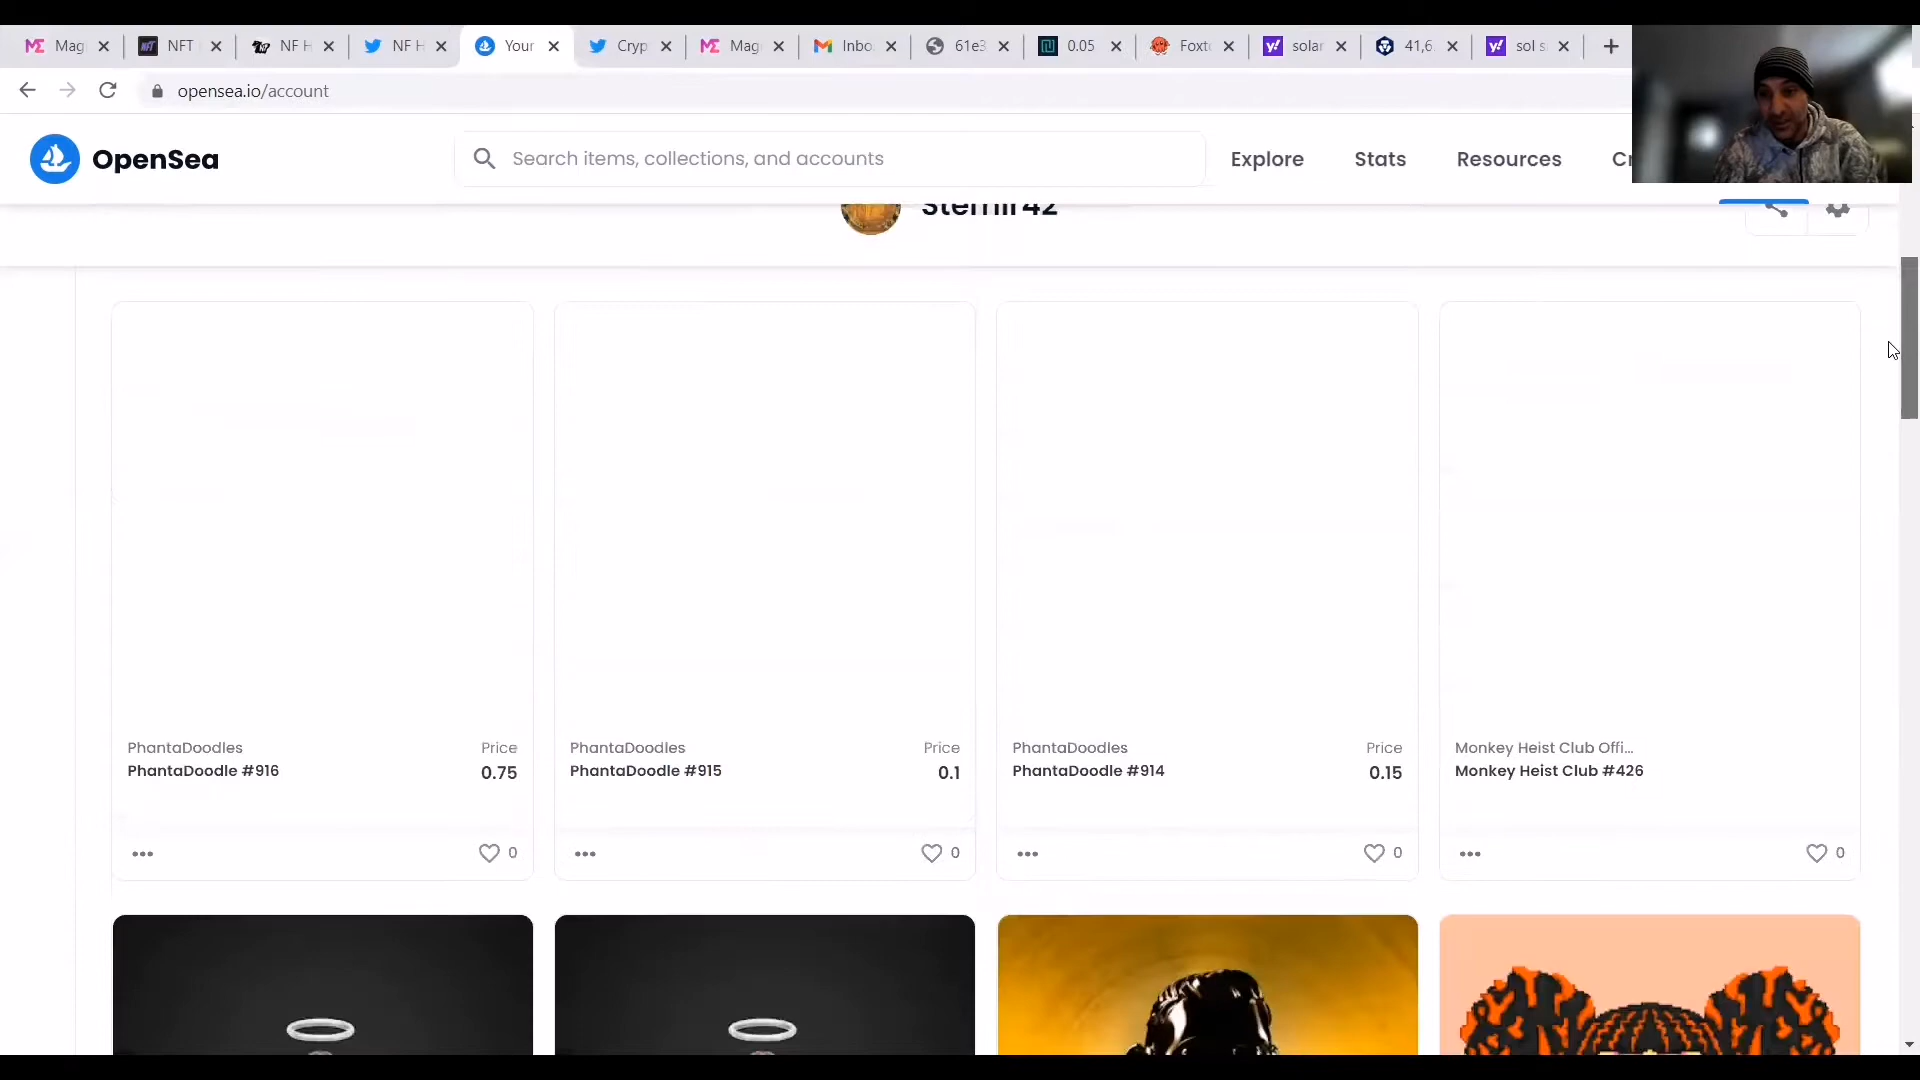 Mag
NFT
NF H
NF H
Your
Cryp
Mag
Inbo
61e3
0.05
Foxt
solar
41,6
sol s
opensea.io/account
OpenSea
Search items, collections, and accounts
Explore
Stats
Resources
Cr
PhantaDoodles
Price
PhantaDoodle #916
0.75
0
PhantaDoodles
Price
PhantaDoodle #915
0.1
0
PhantaDoodles
Price
PhantaDoodle #914
0.15
0
Monkey Heist Club Offi...
Monkey Heist Club #426
0